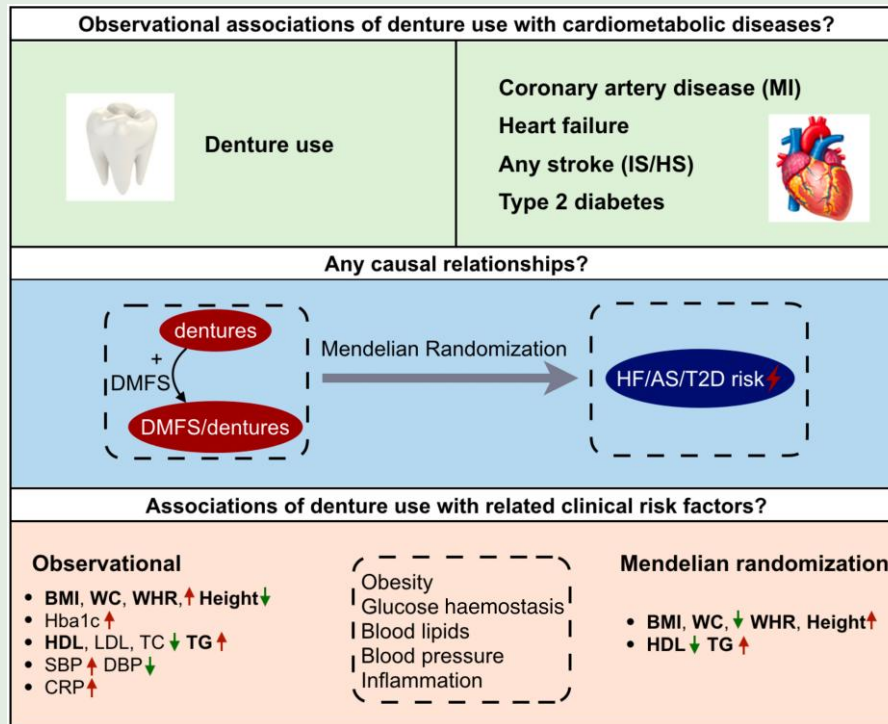 Observational associations of denture use with cardiometabolic diseases?
Denture use
Coronary artery disease (MI)
Heart failure
Any stroke (IS/HS)
Type 2 diabetes
Any causal relationships?
dentures
+
DMFS
DMFS/dentures
Mendelian Randomization
HF/AS/T2D risk
Associations of denture use with related clinical risk factors?
Observational
• BMI, WC, WHR,↑ Height↓
• Hba1c ↑
• HDL, LDL, TC ↓ TG ↑
• SBP ↑ DBP↓
• CRP↑
Obesity
Glucose haemostasis
Blood lipids
Blood pressure
Inflammation
Mendelian randomization
• BMI, WC, ↓ WHR, Height↑
• HDL ↓ TG ↑